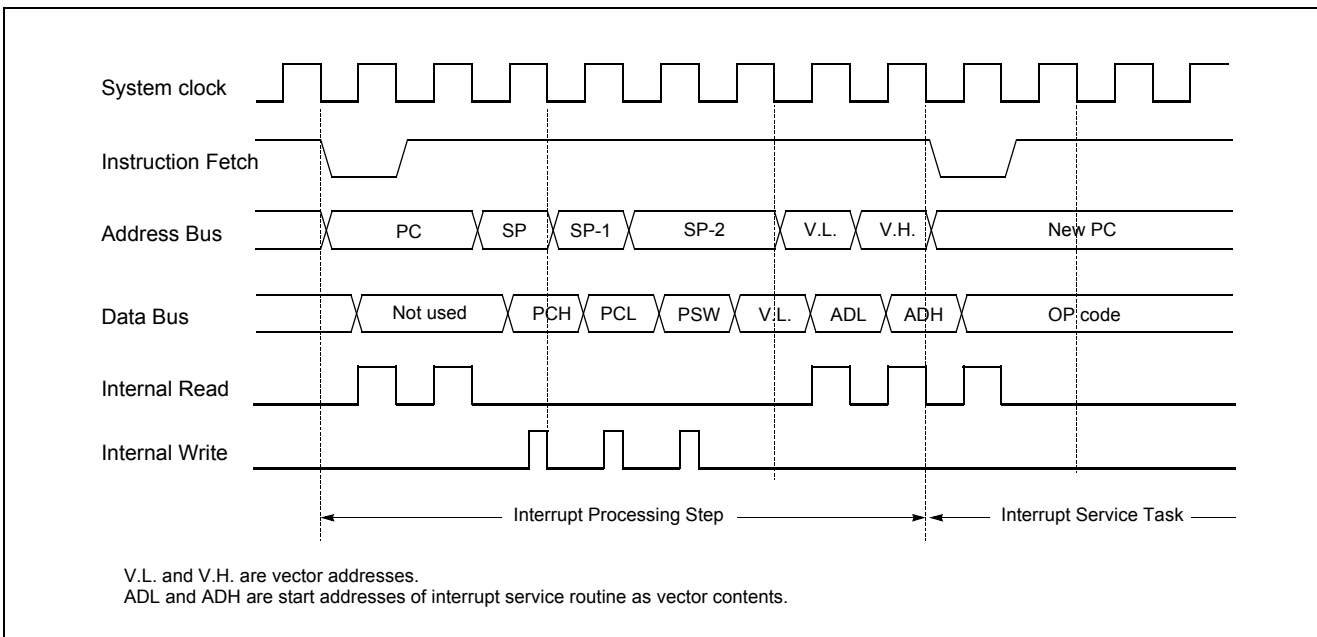 System clock
Instruction Fetch
Address Bus PC SP SP-1 SP-2 V.L. V.H. New PC
Data Bus Not used PCH PCL PSW V.L. ADL ADH OP code
Internal Read
Internal Write
Interrupt Processing Step Interrupt Service Task
V.L. and V.H. are vector addresses.
ADL and ADH are start addresses of interrupt service routine as vector contents.